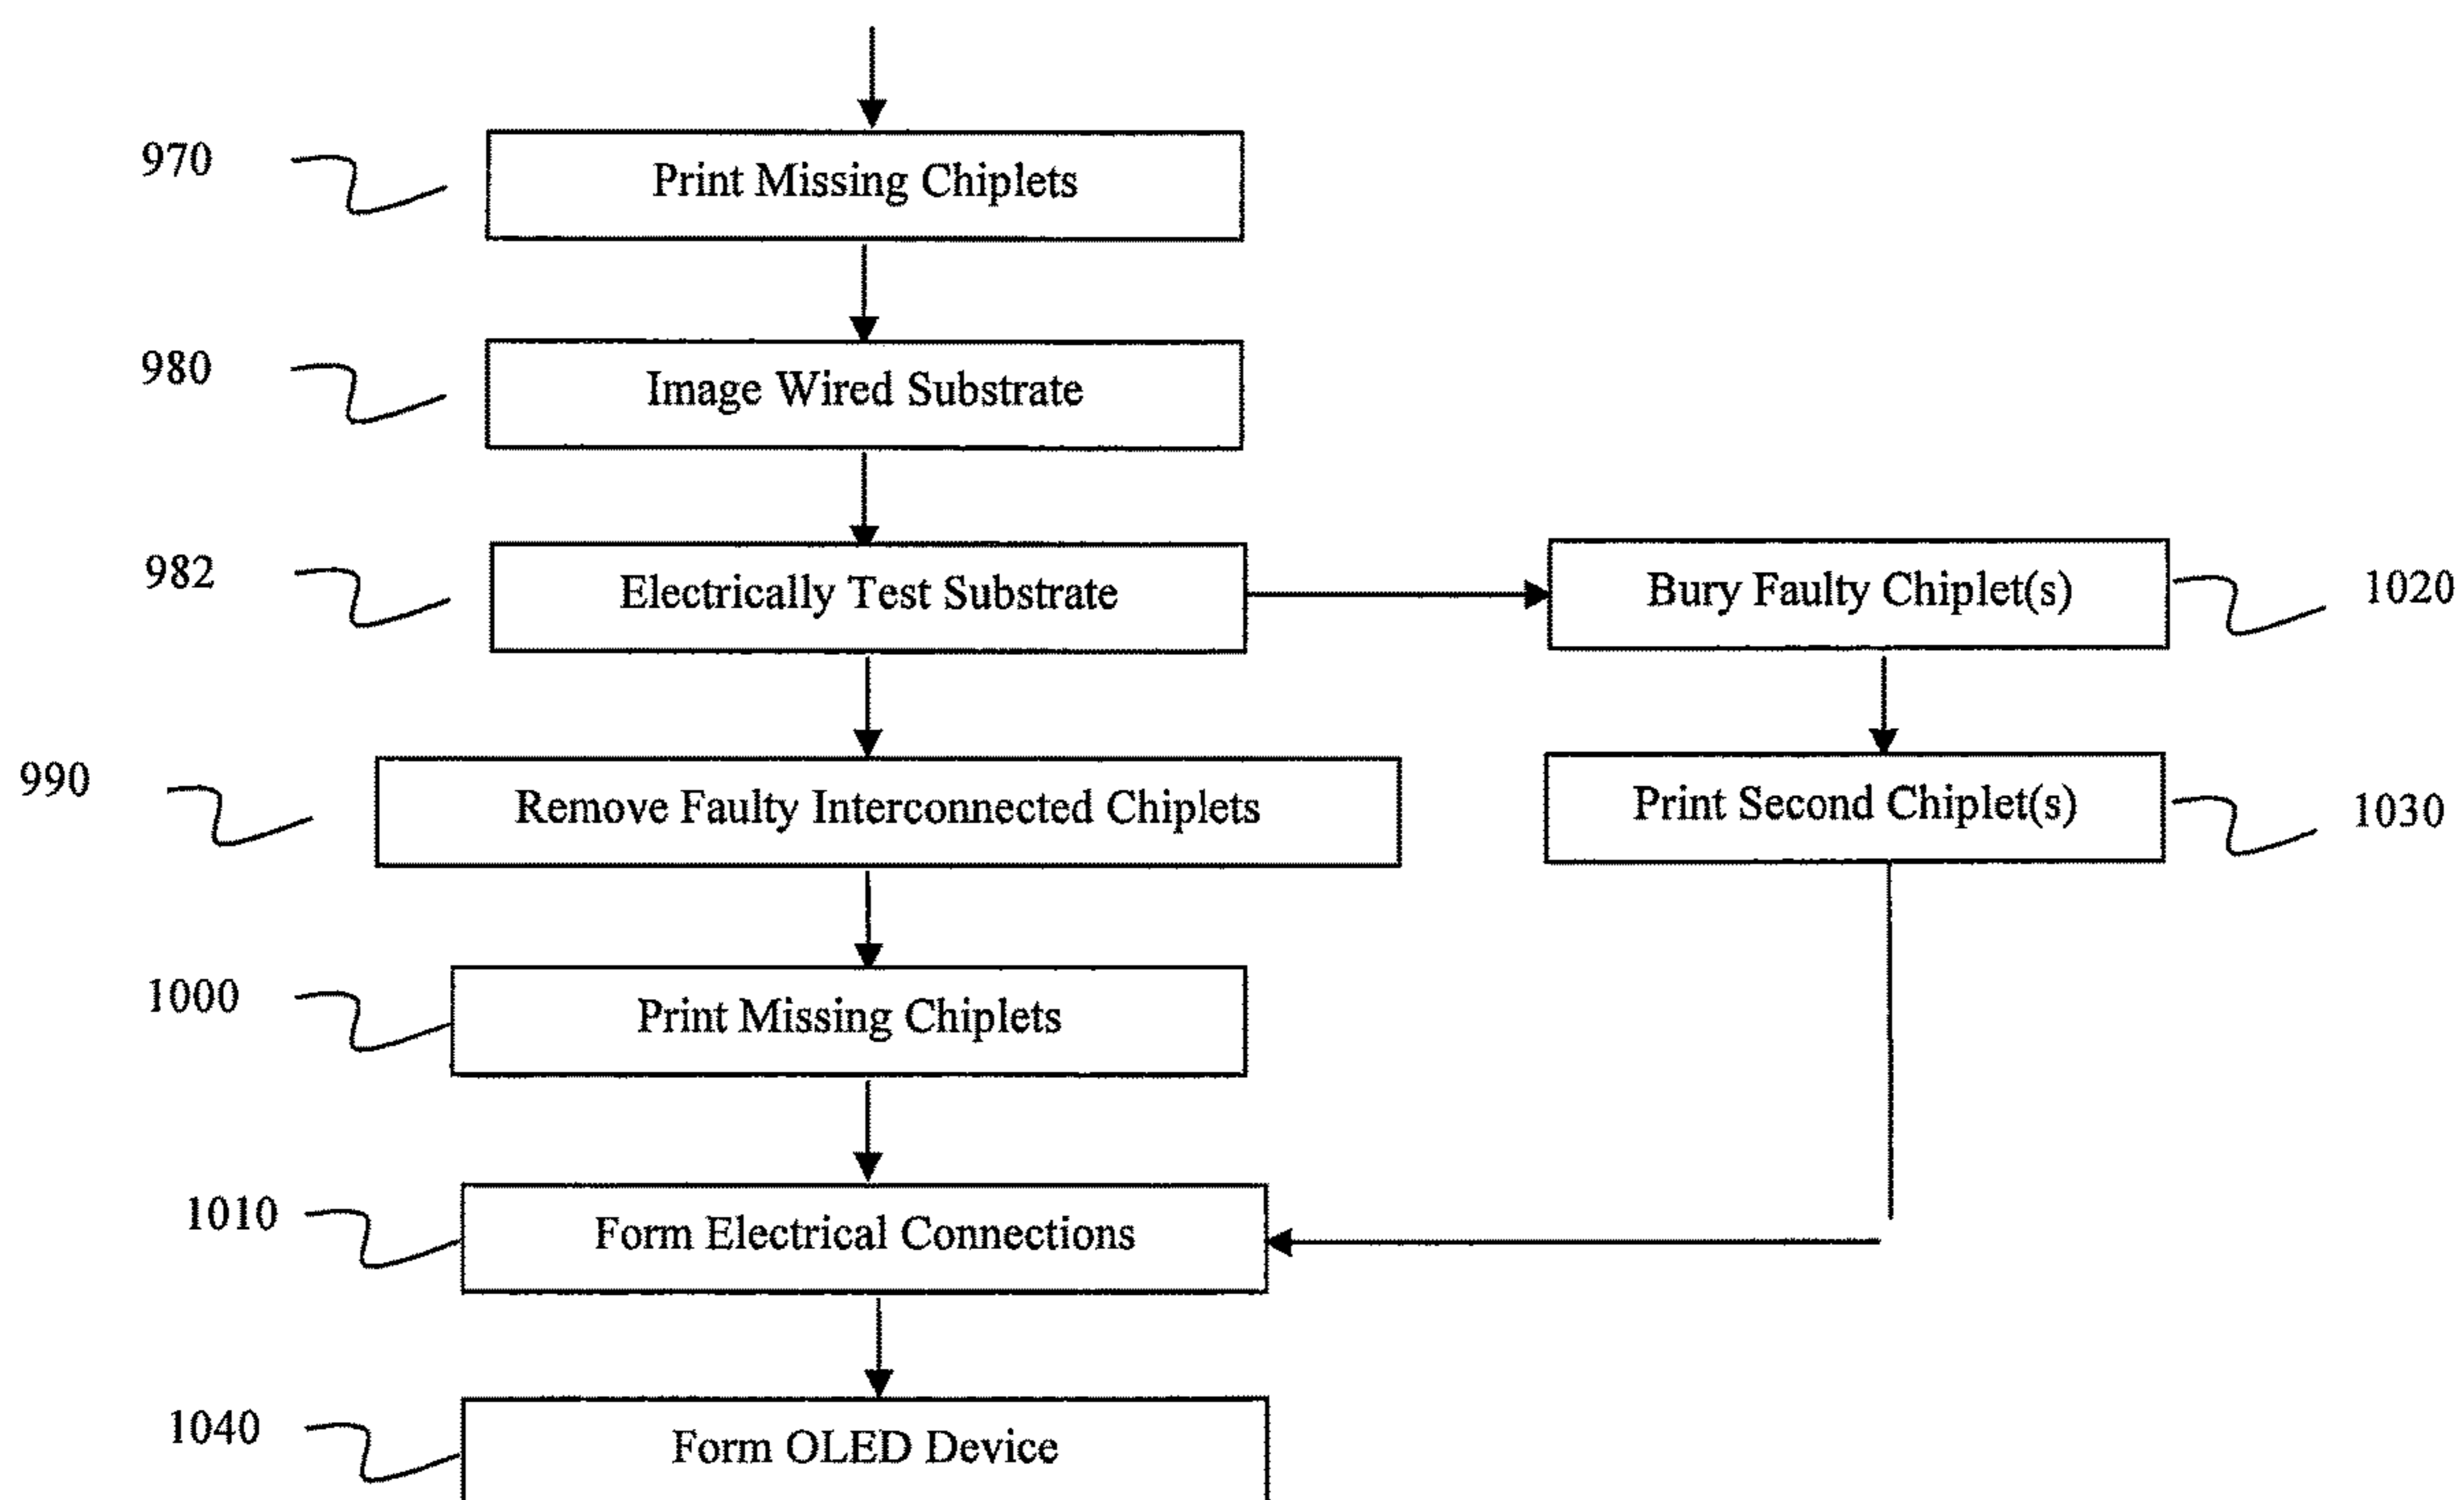 970
Print Missing Chiplets
980
Image Wired Substrate
982
Electrically Test Substrate
Bury Faulty Chiplet(s)
1020
990
Remove Faulty Interconnected Chiplets
Print Second Chiplet(s)
1030
1000
Print Missing Chiplets
1010
Form Electrical Connections
1040
Form OLED Device